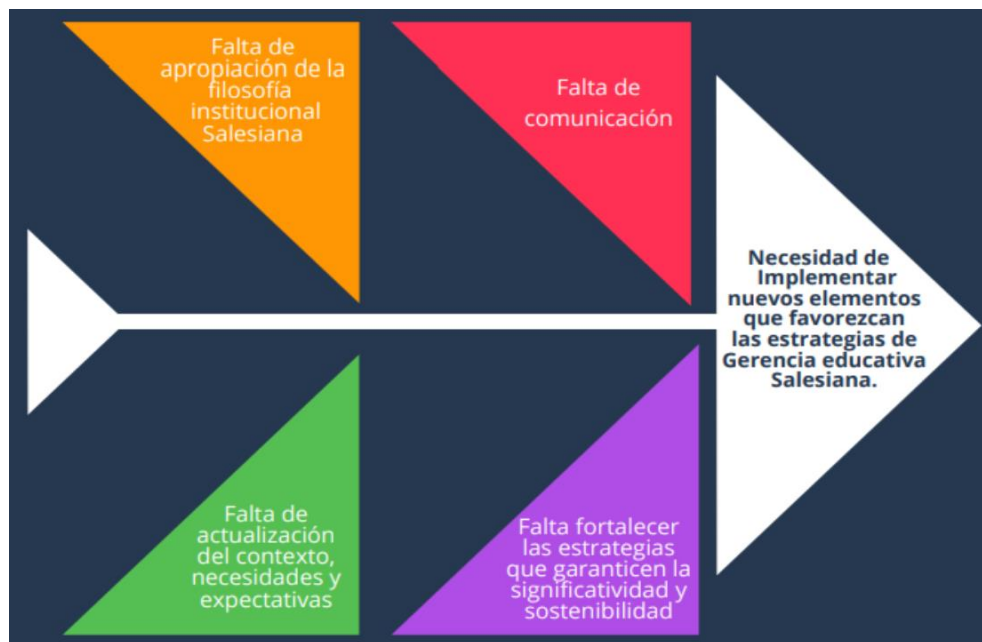 Falta de
apropiación de la
filosofía
institucional
Salesiana
Falta de
comunicación
Necesidad de
Implementar
nuevos elementos
que favorezcan
las estrategias de
Gerencia educativa
Salesiana.
Falta de
actualización
del contexto,
necesidades y
expectativas
Falta fortalecer
las estrategias
que garanticen la
significatividad y
sostenibilidad